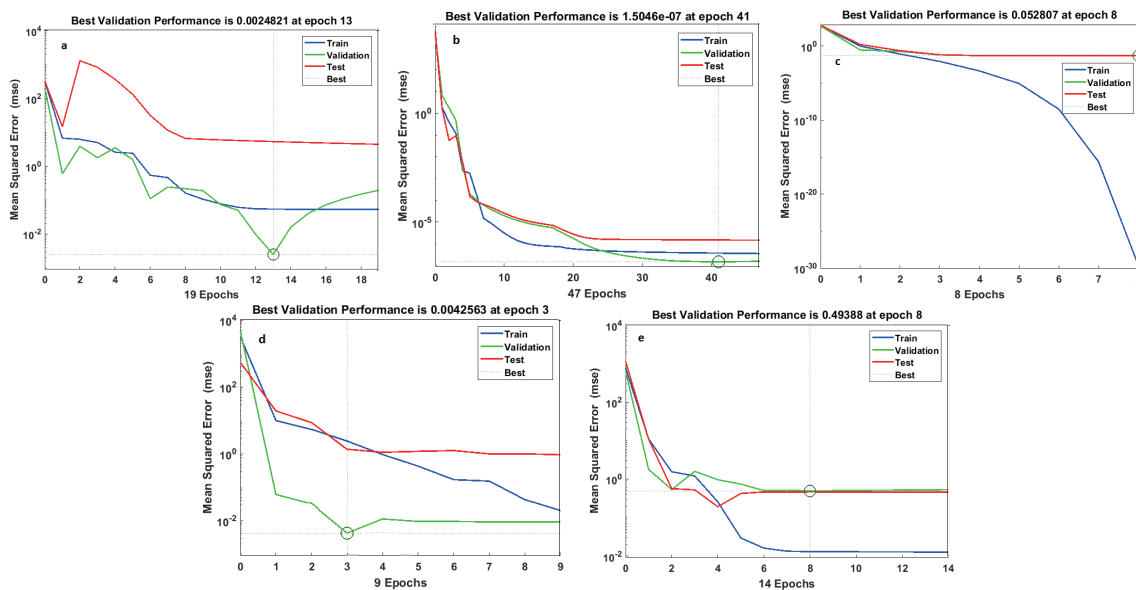 Best Validation Performance is 0.0024821 at epoch 13
a
Train
Validation
Test
Best
Mean Squared Error (mse)
10^4
10^2
10^0
10^-2
0 2 4 6 8 10 12 14 16 18
19 Epochs
Best Validation Performance is 1.5046e-07 at epoch 41
b
Train
Validation
Test
Best
Mean Squared Error (mse)
10^0
10^-5
0 10 20 30 40
47 Epochs
Best Validation Performance is 0.052807 at epoch 8
c
Train
Validation
Test
Best
Mean Squared Error (mse)
10^0
10^-10
10^-20
10^-30
0 1 2 3 4 5 6 7 8
8 Epochs
Best Validation Performance is 0.0042563 at epoch 3
d
Train
Validation
Test
Best
Mean Squared Error (mse)
10^4
10^2
10^0
10^-2
0 1 2 3 4 5 6 7 8 9
9 Epochs
Best Validation Performance is 0.49388 at epoch 8
e
Train
Validation
Test
Best
Mean Squared Error (mse)
10^4
10^2
10^0
10^-2
0 2 4 6 8 10 12 14
14 Epochs